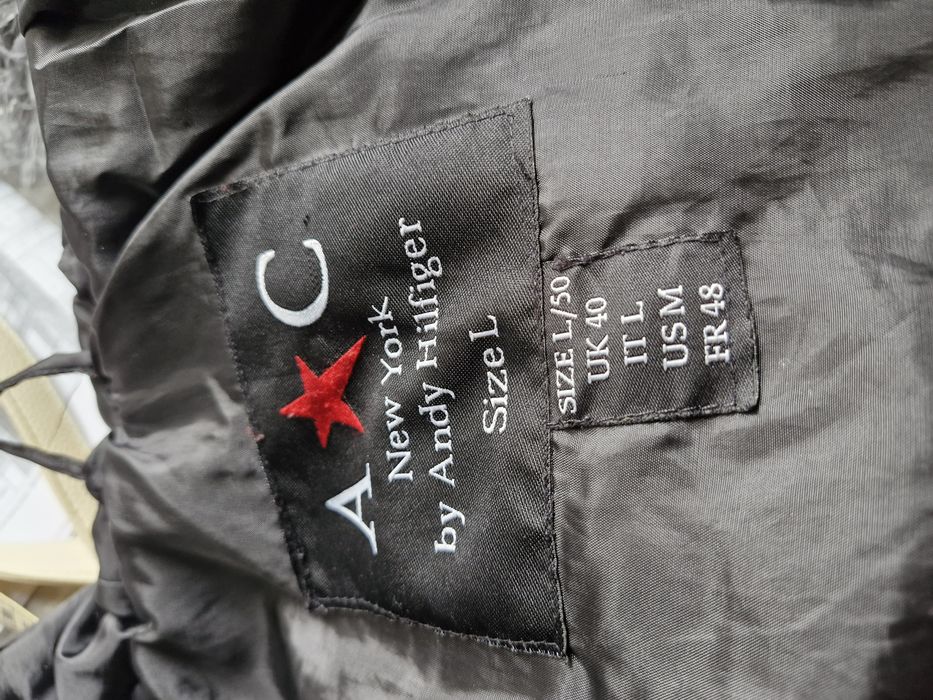 A C
New York
by Andy Hilfiger
Size L
SIZE L/50
UK 40
IT L
US M
FR 48